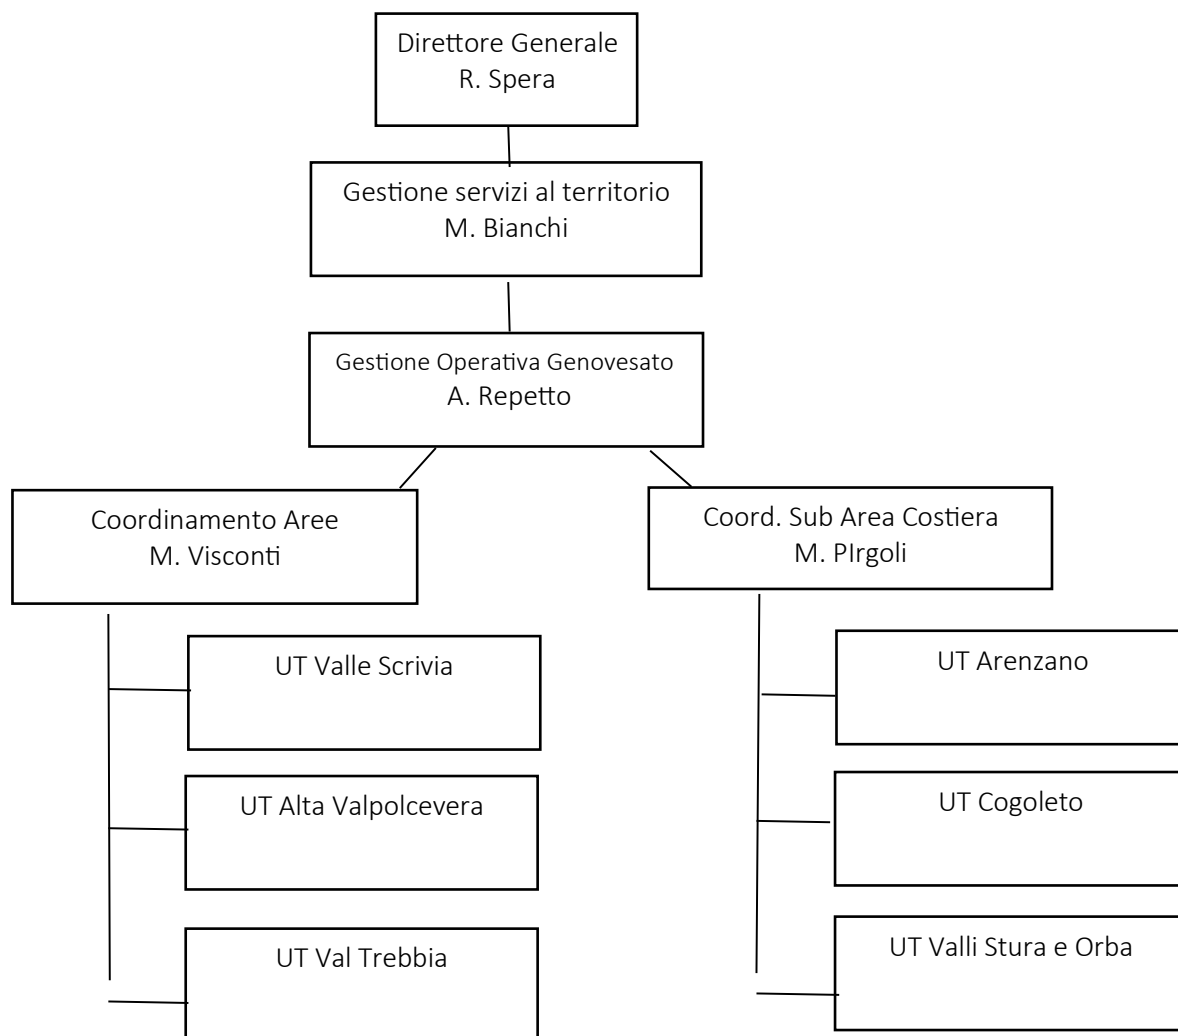 Direttore Generale
R. Spera
Gestione servizi al territorio
M. Bianchi
Gestione Operativa Genovesato
A. Repetto
Coordinamento Aree
M. Visconti
Coord. Sub Area Costiera
M. PIrgoli
UT Valle Scrivia
UT Alta Valpolcevera
UT Val Trebbia
UT Arenzano
UT Cogoleto
UT Valli Stura e Orba